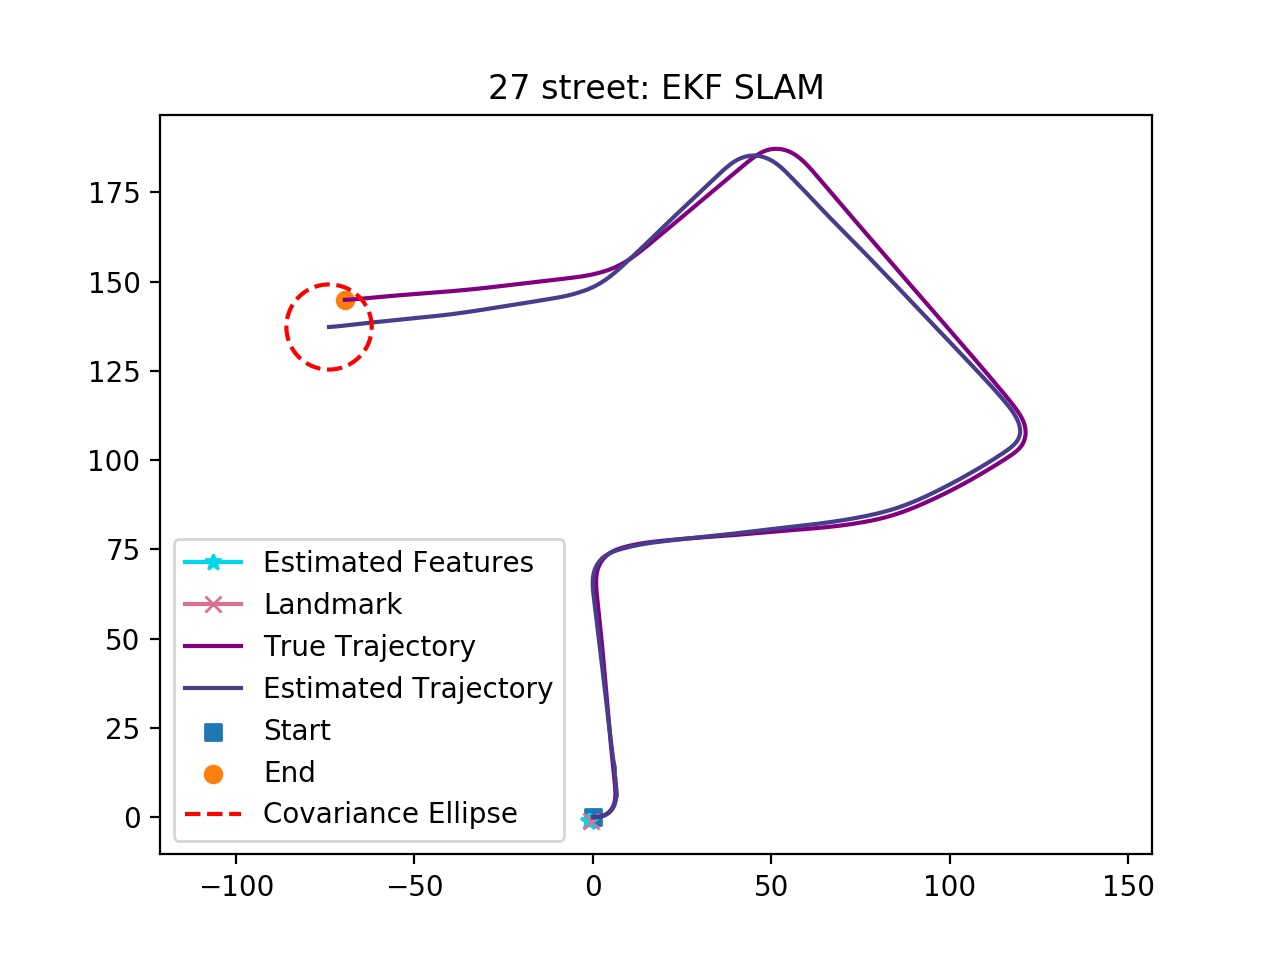 27 street: EKF SLAM
175
150
125
100
75
50
25
0
Estimated Features
Landmark
True Trajectory
Estimated Trajectory
Start
End
Covariance Ellipse
−100
−50
0
50
100
150